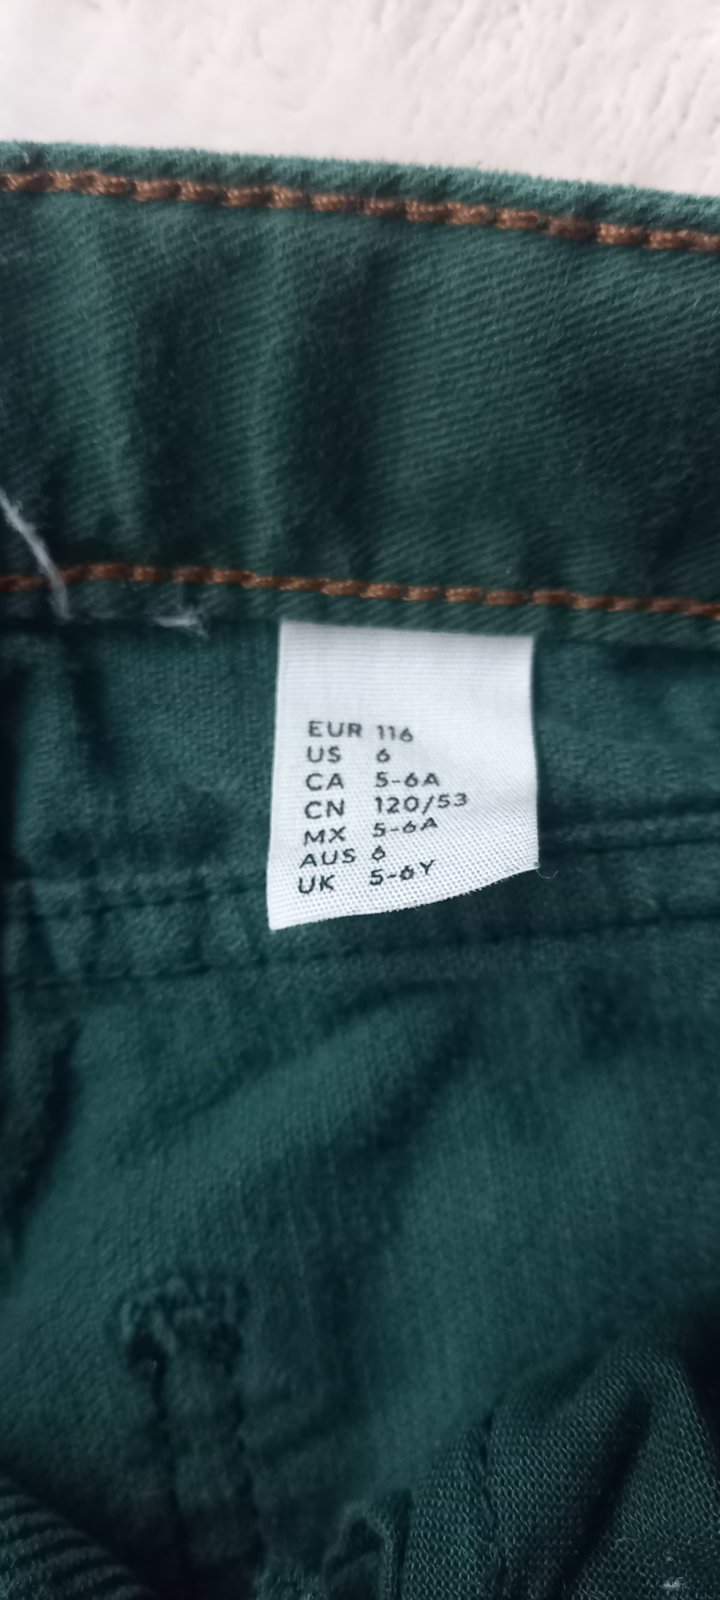 EUR 116
US 6
CA 5-6A
CN 120/53
MX 5-6A
AUS 6
UK 5-6Y